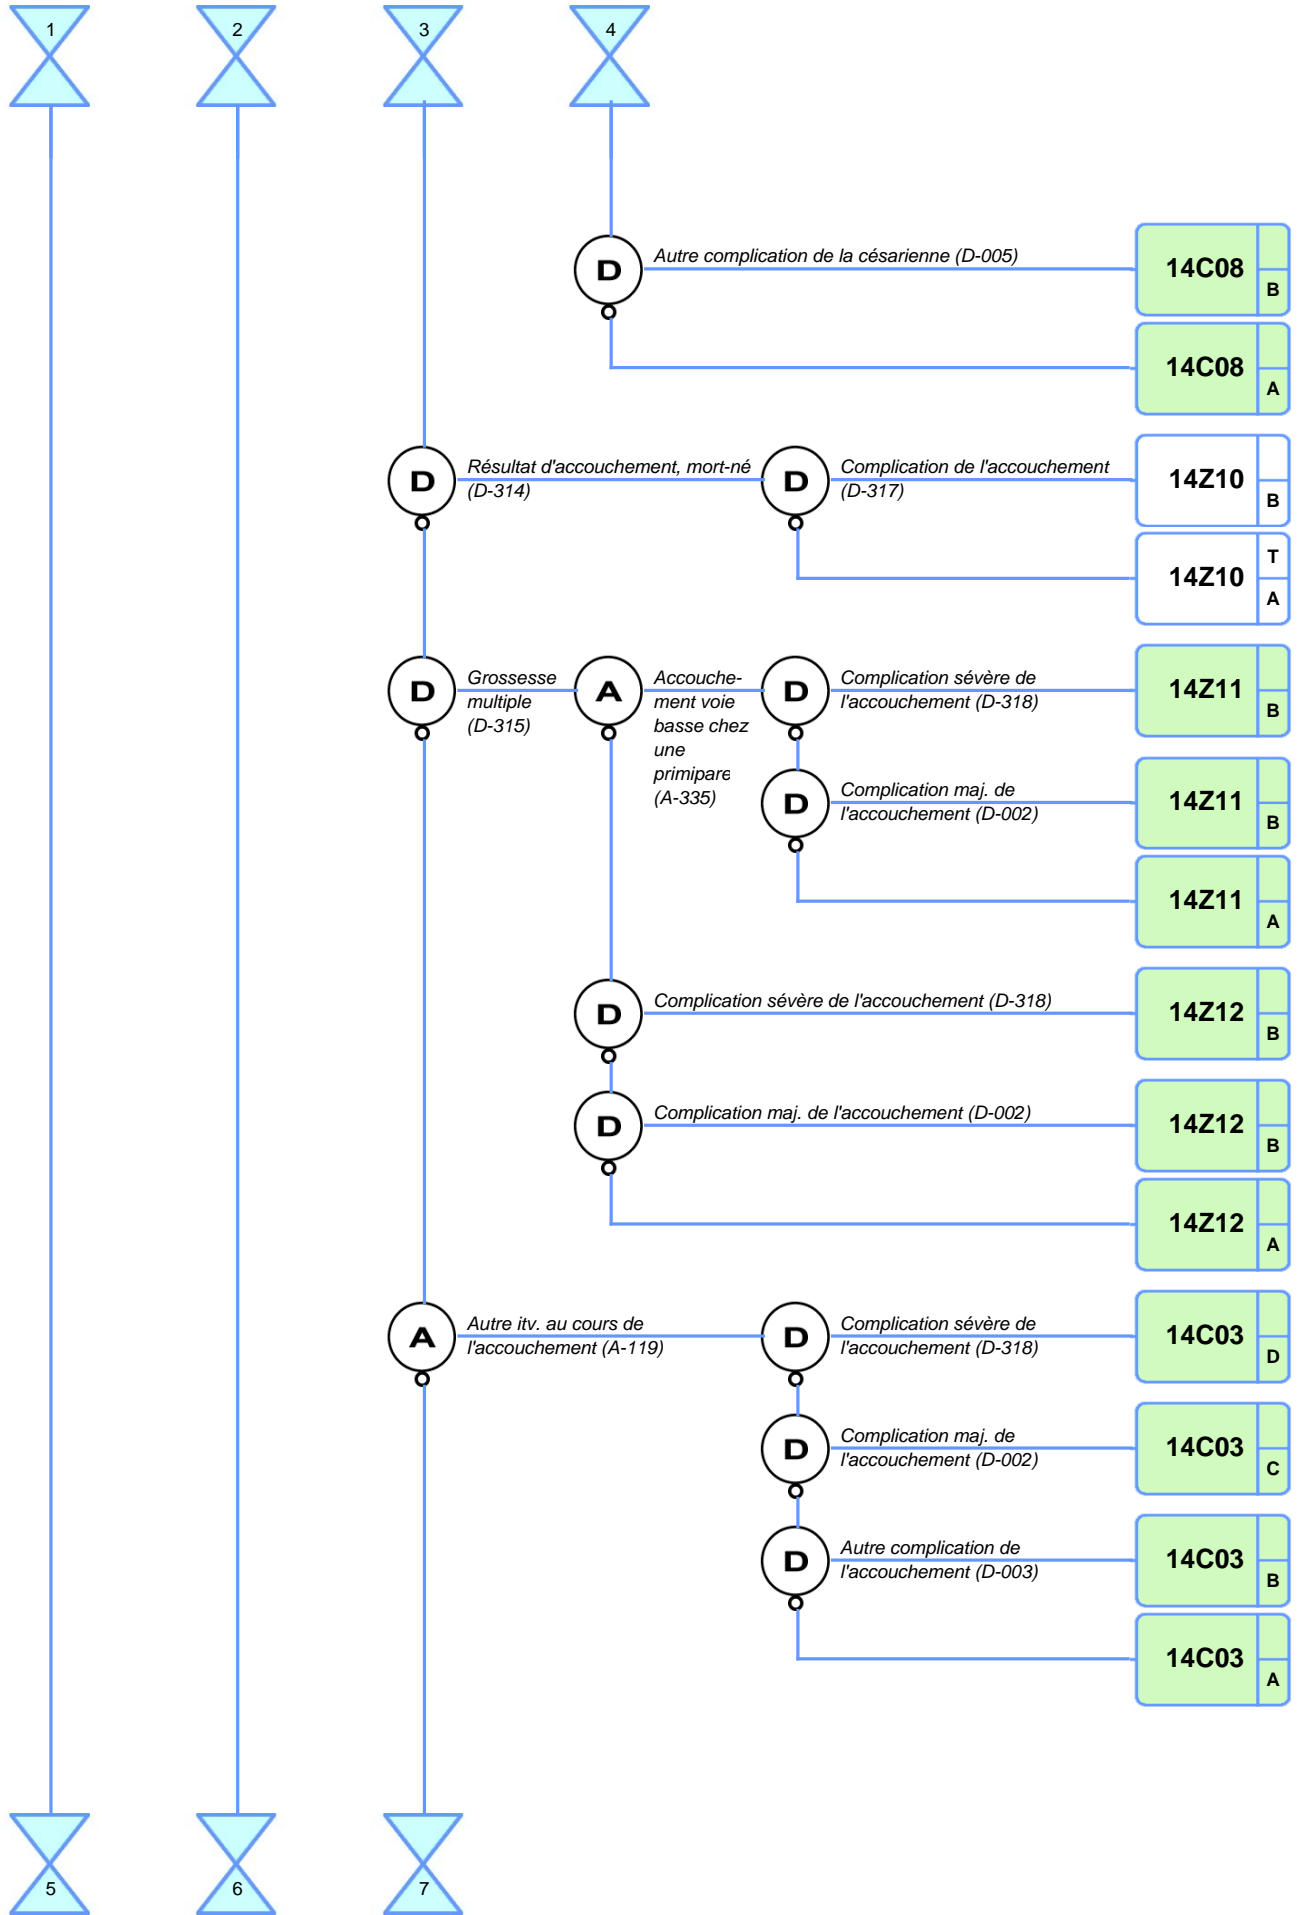 1 2 3 4
D Autre complication de la césarienne (D-005) 14C08 B
14C08 A
D Résultat d'accouchement, mort-né
(D-314)
D Complication de l'accouchement
(D-317)
14Z10 B
14Z10 T A
D Grossesse
multiple
(D-315)
A Accouche-
ment voie
basse chez
une
primipare
(A-335)
D Complication sévère de
l'accouchement (D-318)
14Z11 B
D Complication maj. de
l'accouchement (D-002)
14Z11 B
14Z11 A
D Complication sévère de l'accouchement (D-318) 14Z12 B
D Complication maj. de l'accouchement (D-002) 14Z12 B
14Z12 A
A Autre itv. au cours de
l'accouchement (A-119)
D Complication sévère de
l'accouchement (D-318)
14C03 D
D Complication maj. de
l'accouchement (D-002)
14C03 C
D Autre complication de
l'accouchement (D-003)
14C03 B
14C03 A
5 6 7